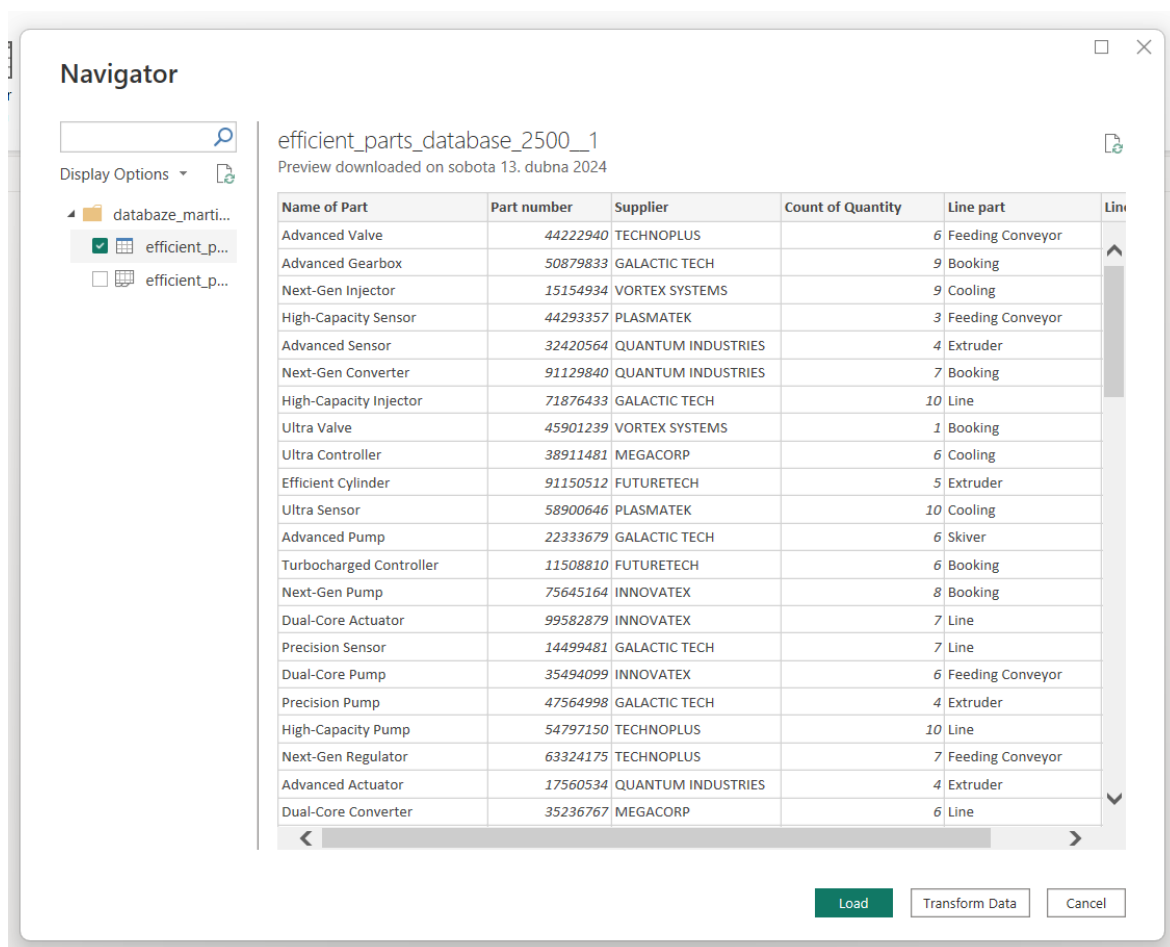 r
Navigator
Display Options
databaze_marti...
efficient_p...
efficient_p...
efficient_parts_database_2500__1
Preview downloaded on sobota 13. dubna 2024
Name of Part Part number Supplier Count of Quantity Line part Line
Advanced Valve 44222940 TECHNOPLUS 6 Feeding Conveyor
Advanced Gearbox 50879833 GALACTIC TECH 9 Booking
Next-Gen Injector 15154934 VORTEX SYSTEMS 9 Cooling
High-Capacity Sensor 44293357 PLASMATEK 3 Feeding Conveyor
Advanced Sensor 32420564 QUANTUM INDUSTRIES 4 Extruder
Next-Gen Converter 91129840 QUANTUM INDUSTRIES 7 Booking
High-Capacity Injector 71876433 GALACTIC TECH 10 Line
Ultra Valve 45901239 VORTEX SYSTEMS 1 Booking
Ultra Controller 38911481 MEGACORP 6 Cooling
Efficient Cylinder 91150512 FUTURETECH 5 Extruder
Ultra Sensor 58900646 PLASMATEK 10 Cooling
Advanced Pump 22333679 GALACTIC TECH 6 Skiver
Turbocharged Controller 11508810 FUTURETECH 6 Booking
Next-Gen Pump 75645164 INNOVATEX 8 Booking
Dual-Core Actuator 99582879 INNOVATEX 7 Line
Precision Sensor 14499481 GALACTIC TECH 7 Line
Dual-Core Pump 35494099 INNOVATEX 6 Feeding Conveyor
Precision Pump 47564998 GALACTIC TECH 4 Extruder
High-Capacity Pump 54797150 TECHNOPLUS 10 Line
Next-Gen Regulator 63324175 TECHNOPLUS 7 Feeding Conveyor
Advanced Actuator 17560534 QUANTUM INDUSTRIES 4 Extruder
Dual-Core Converter 35236767 MEGACORP 6 Line
Load Transform Data Cancel